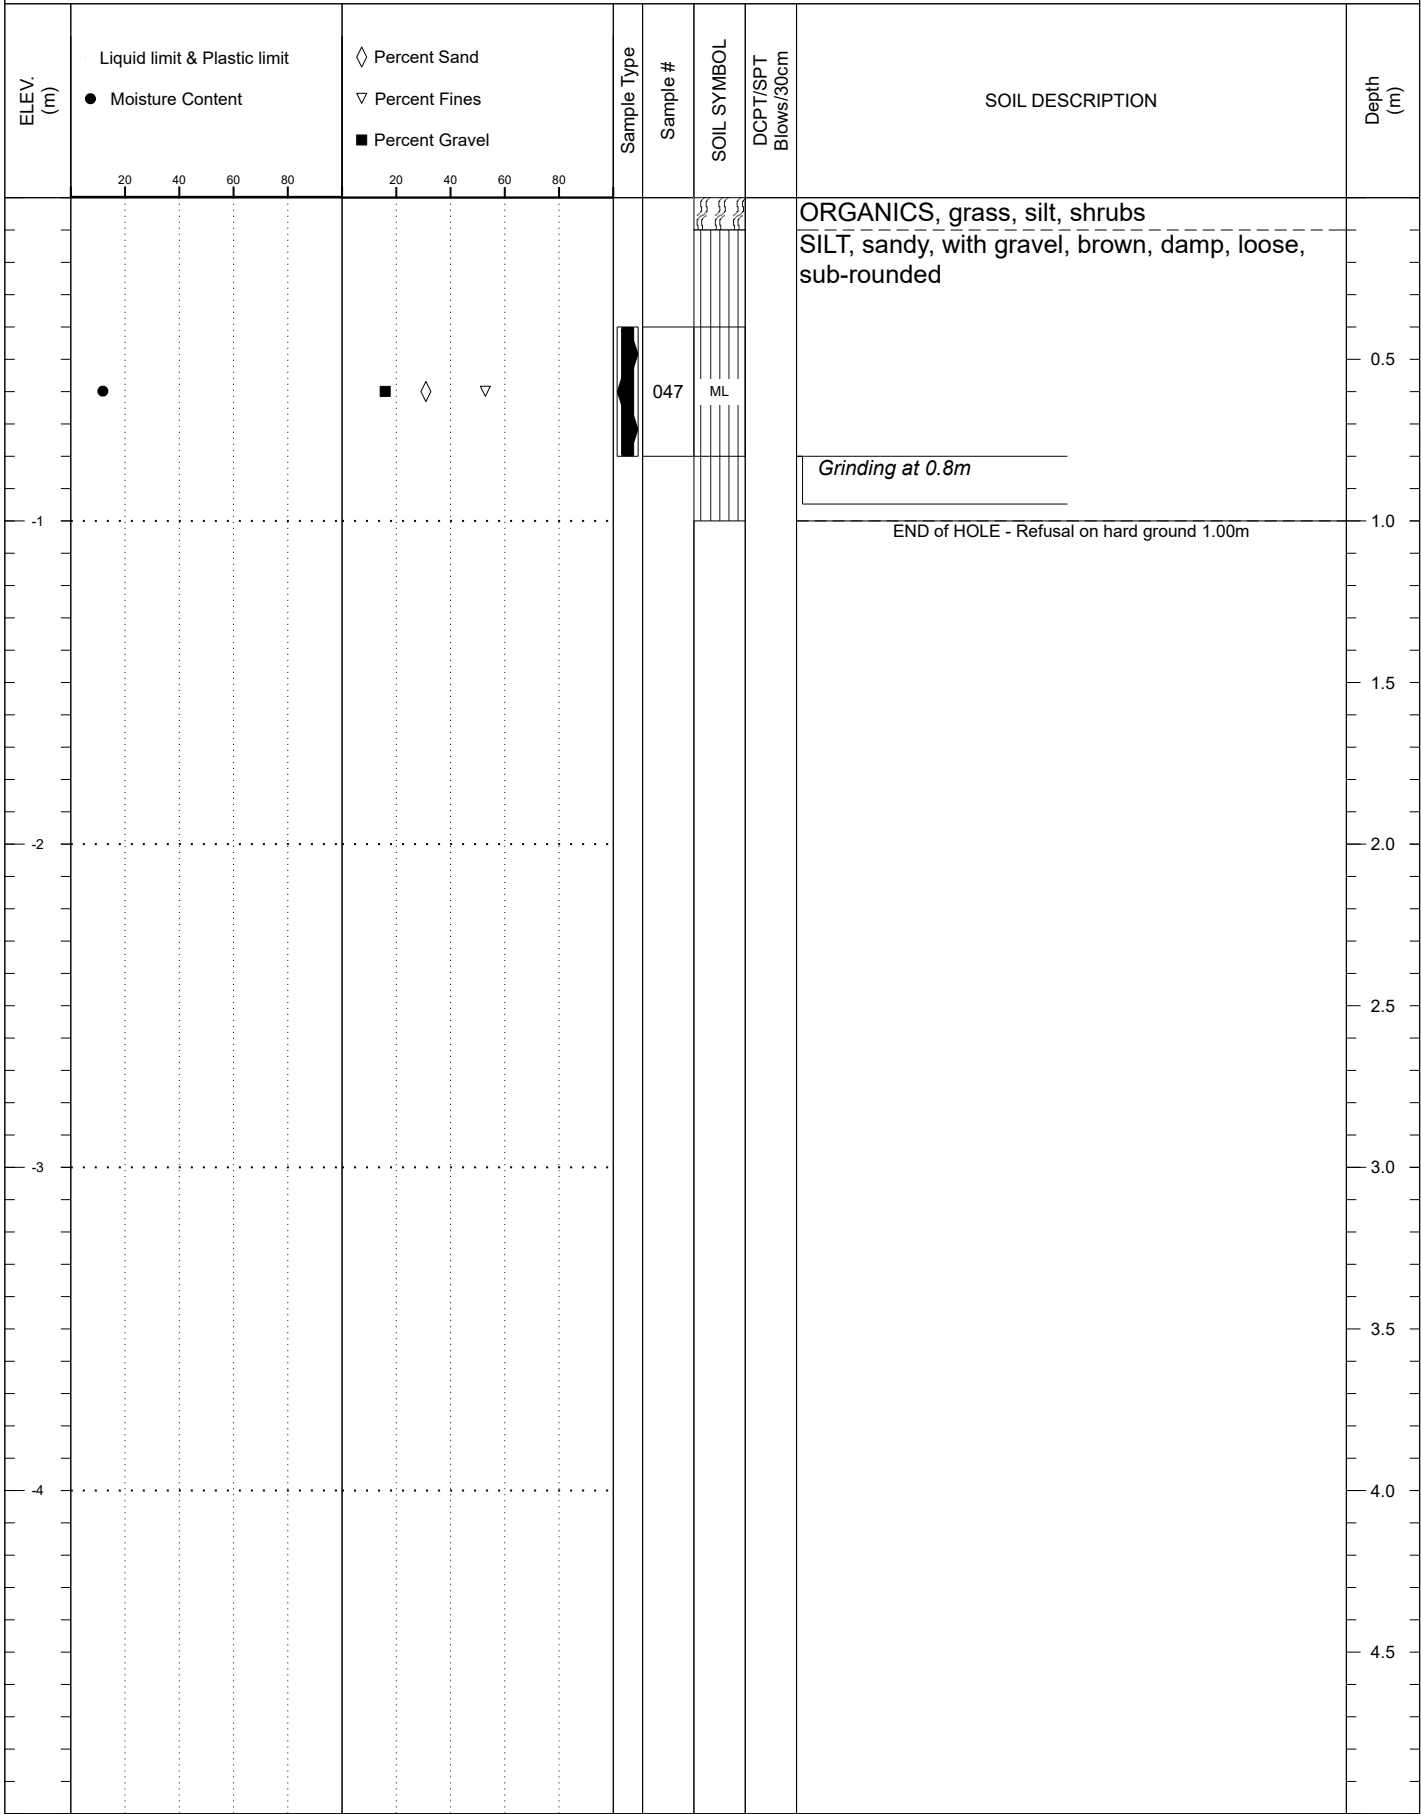 ELEV.
(m)
Liquid limit & Plastic limit
Moisture Content
20 40 60 80
Percent Sand
Percent Fines
Percent Gravel
20 40 60 80
Sample Type
Sample #
SOIL SYMBOL
DCPT/SPT
Blows/30cm
SOIL DESCRIPTION
Depth
(m)
ORGANICS, grass, silt, shrubs
SILT, sandy, with gravel, brown, damp, loose,
sub-rounded
0.5
047
ML
Grinding at 0.8m
-1
1.0
END of HOLE - Refusal on hard ground 1.00m
1.5
-2
2.0
2.5
-3
3.0
3.5
-4
4.0
4.5